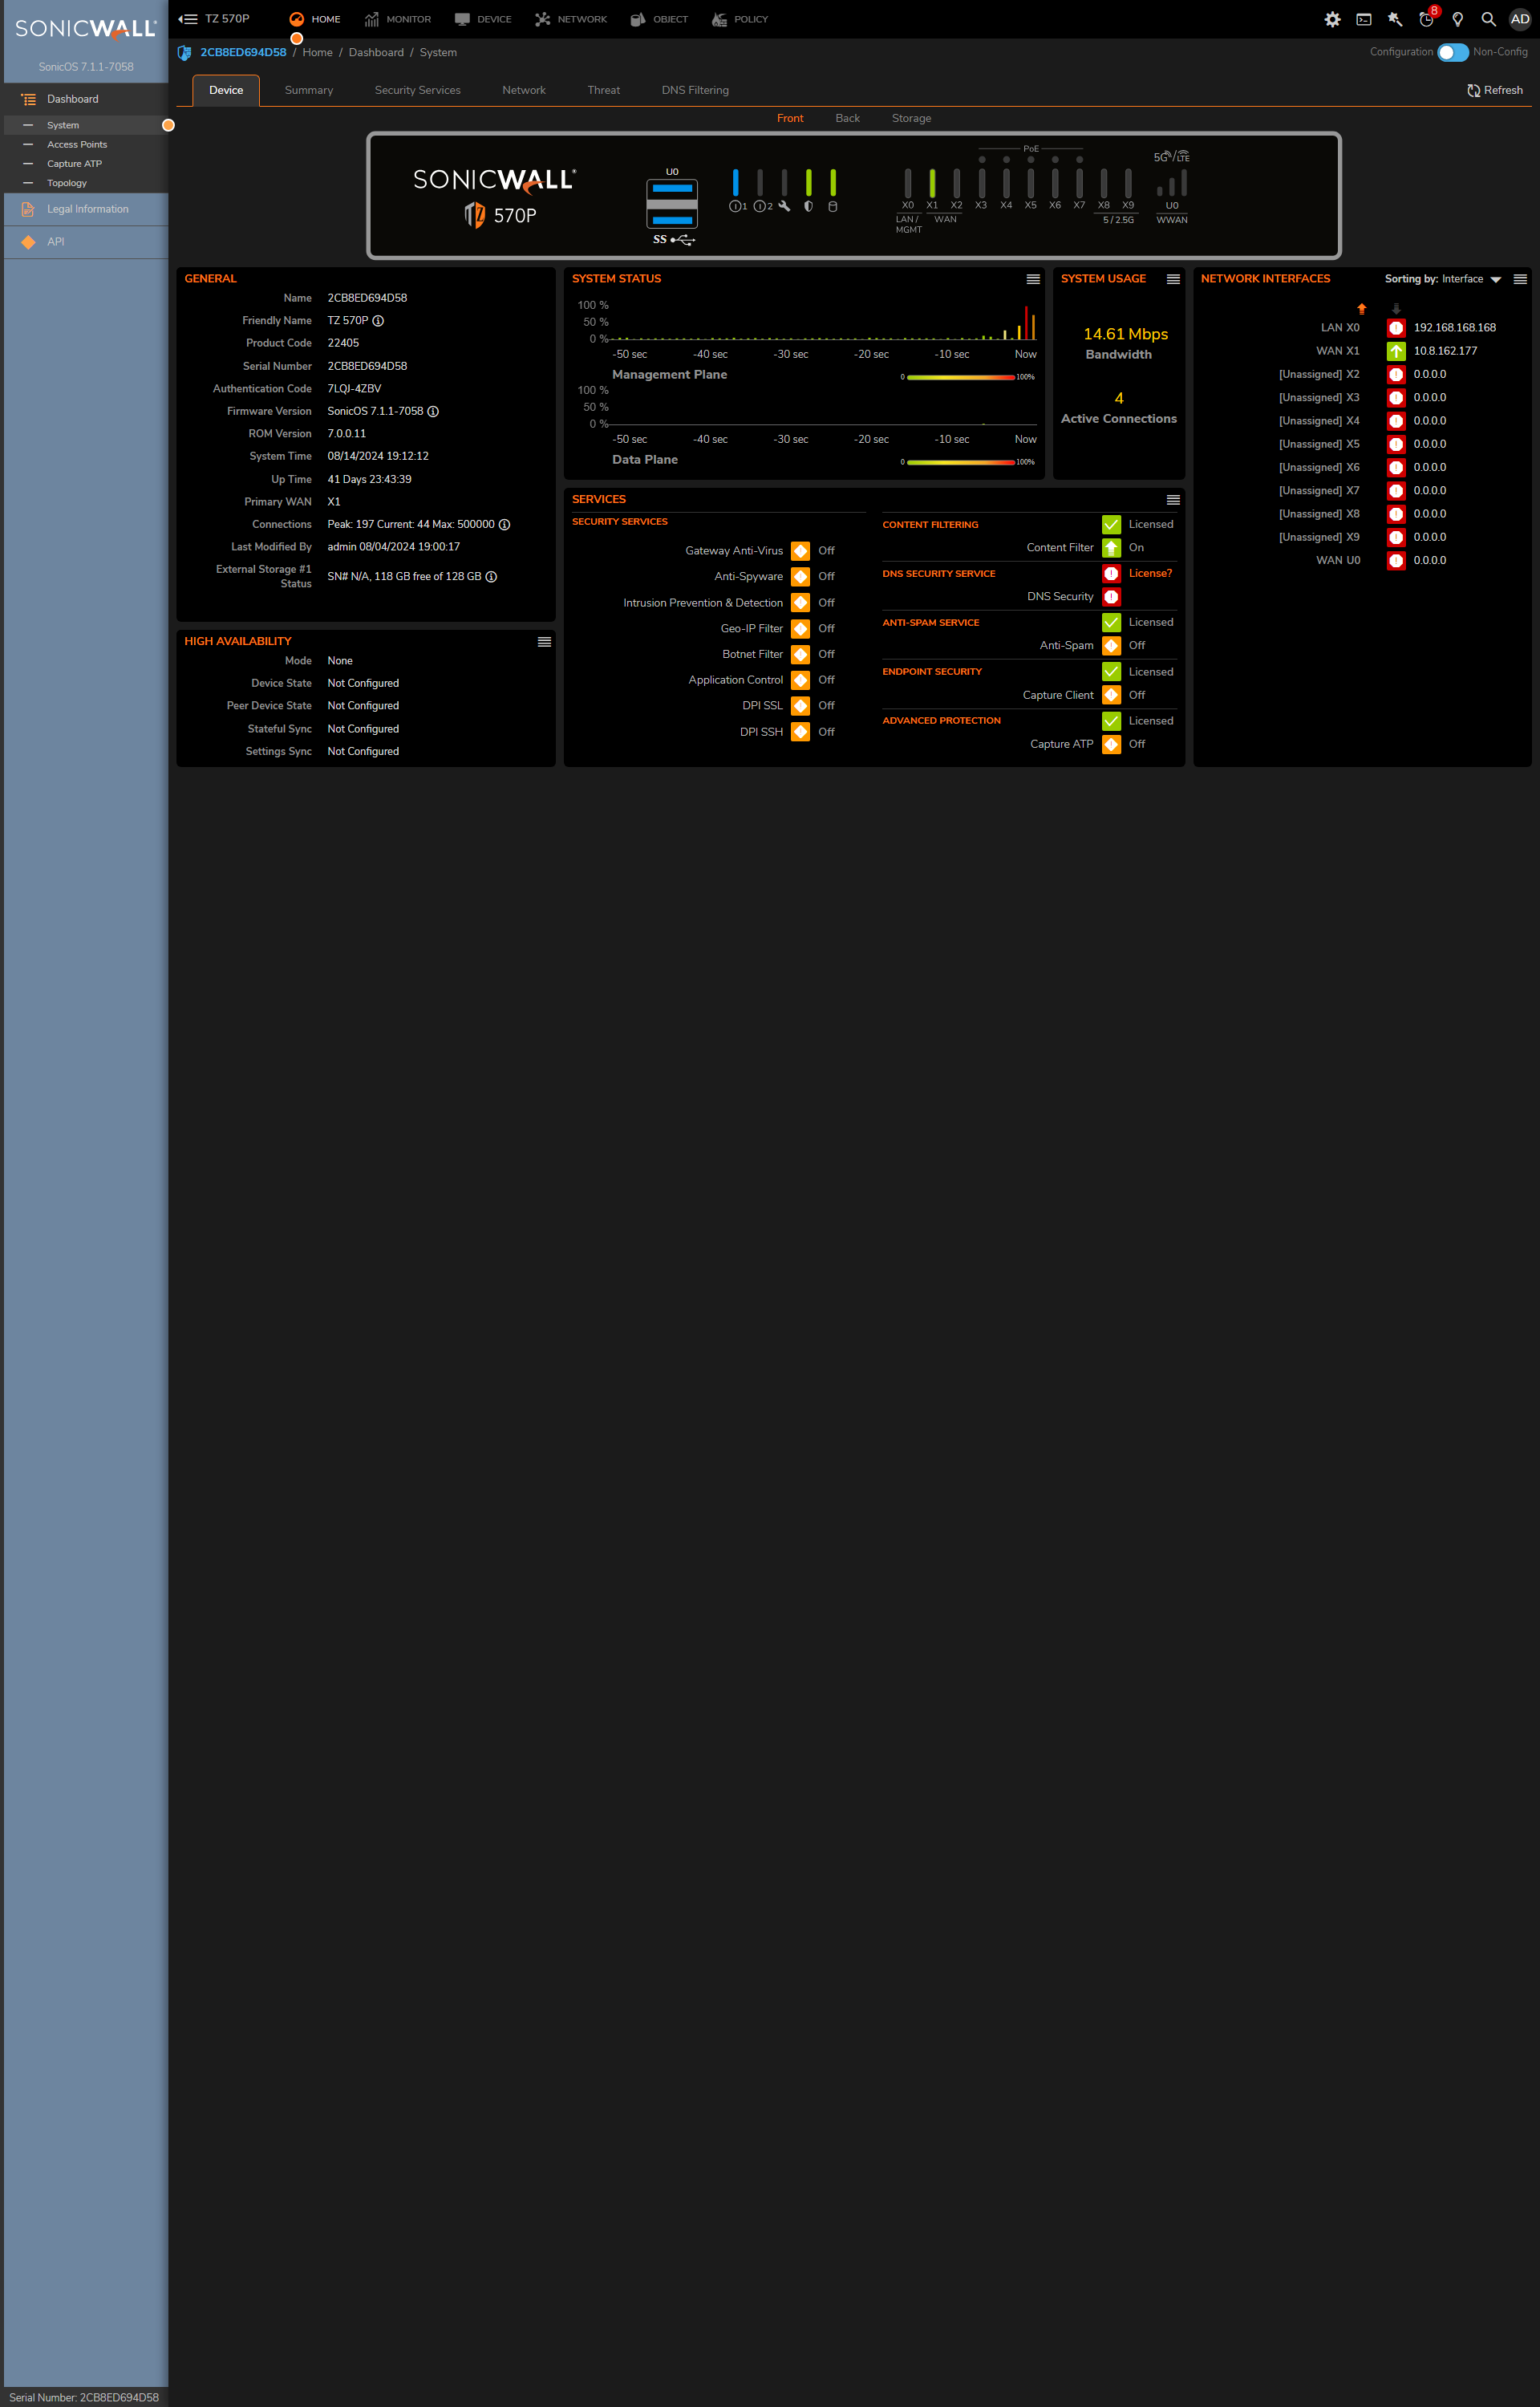 SONICWALL
SonicOS 7.1.1-7058
Dashboard
System
Access Points
Capture ATP
Topology
Legal Information
API
Serial Number: 2CB8ED694D58
TZ 570P
HOME MONITOR DEVICE NETWORK OBJECT POLICY
8
AD
2CB8ED694D58 / Home / Dashboard / System
Configuration Non-Config
Device Summary Security Services Network Threat DNS Filtering
Refresh
Front Back Storage
SONICWALL
TZ 570P
U0
SS
1 2
PoE
5G / LTE
X0 X1 X2 X3 X4 X5 X6 X7 X8 X9 U0
LAN / MGMT WAN 5 / 2.5G WWAN
GENERAL
Name 2CB8ED694D58
Friendly Name TZ 570P
Product Code 22405
Serial Number 2CB8ED694D58
Authentication Code 7LQJ-4ZBV
Firmware Version SonicOS 7.1.1-7058
ROM Version 7.0.0.11
System Time 08/14/2024 19:12:12
Up Time 41 Days 23:43:39
Primary WAN X1
Connections Peak: 197 Current: 44 Max: 500000
Last Modified By admin 08/04/2024 19:00:17
External Storage #1 Status SN# N/A, 118 GB free of 128 GB
HIGH AVAILABILITY
Mode None
Device State Not Configured
Peer Device State Not Configured
Stateful Sync Not Configured
Settings Sync Not Configured
SYSTEM STATUS
100 %
50 %
0 %
-50 sec -40 sec -30 sec -20 sec -10 sec Now
Management Plane 0 100%
100 %
50 %
0 %
-50 sec -40 sec -30 sec -20 sec -10 sec Now
Data Plane 0 100%
SYSTEM USAGE
14.61 Mbps
Bandwidth
4
Active Connections
SERVICES
SECURITY SERVICES
Gateway Anti-Virus Off
Anti-Spyware Off
Intrusion Prevention & Detection Off
Geo-IP Filter Off
Botnet Filter Off
Application Control Off
DPI SSL Off
DPI SSH Off
CONTENT FILTERING Licensed
Content Filter On
DNS SECURITY SERVICE License?
DNS Security
ANTI-SPAM SERVICE Licensed
Anti-Spam Off
ENDPOINT SECURITY Licensed
Capture Client Off
ADVANCED PROTECTION Licensed
Capture ATP Off
NETWORK INTERFACES Sorting by: Interface
LAN X0 192.168.168.168
WAN X1 10.8.162.177
[Unassigned] X2 0.0.0.0
[Unassigned] X3 0.0.0.0
[Unassigned] X4 0.0.0.0
[Unassigned] X5 0.0.0.0
[Unassigned] X6 0.0.0.0
[Unassigned] X7 0.0.0.0
[Unassigned] X8 0.0.0.0
[Unassigned] X9 0.0.0.0
WAN U0 0.0.0.0